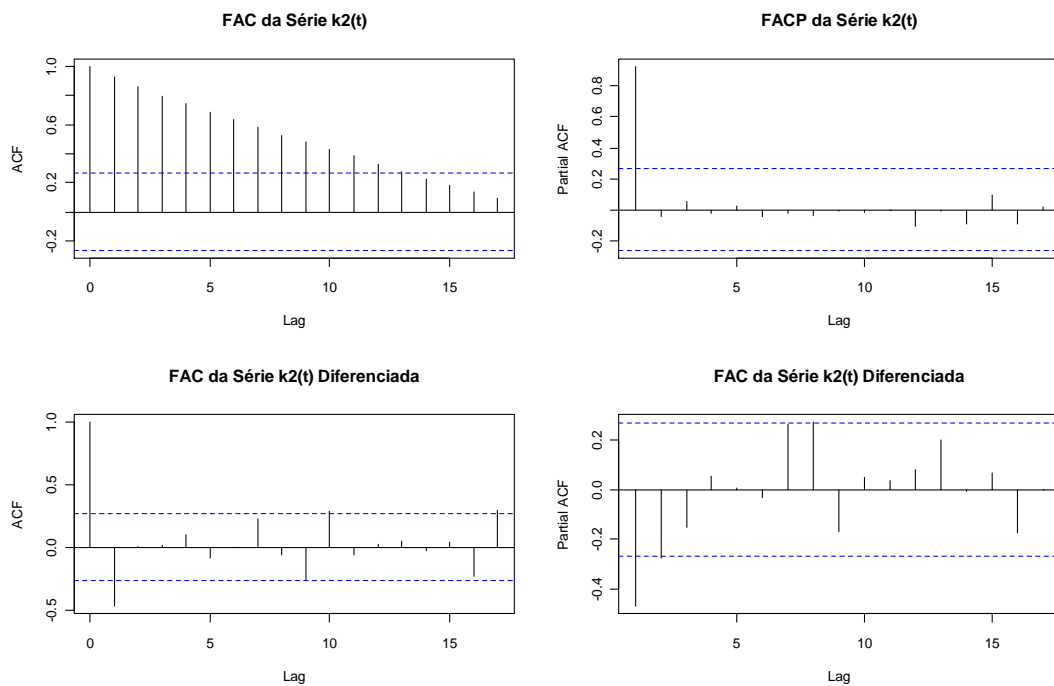 FAC da Série k2(t)
ACF
1.0
0.6
0.2
-0.2
0 5 10 15
Lag
FACP da Série k2(t)
Partial ACF
0.8
0.6
0.4
0.2
-0.2
5 10 15
Lag
FAC da Série k2(t) Diferenciada
ACF
1.0
0.5
0.0
-0.5
0 5 10 15
Lag
FAC da Série k2(t) Diferenciada
Partial ACF
0.2
0.0
-0.2
-0.4
5 10 15
Lag